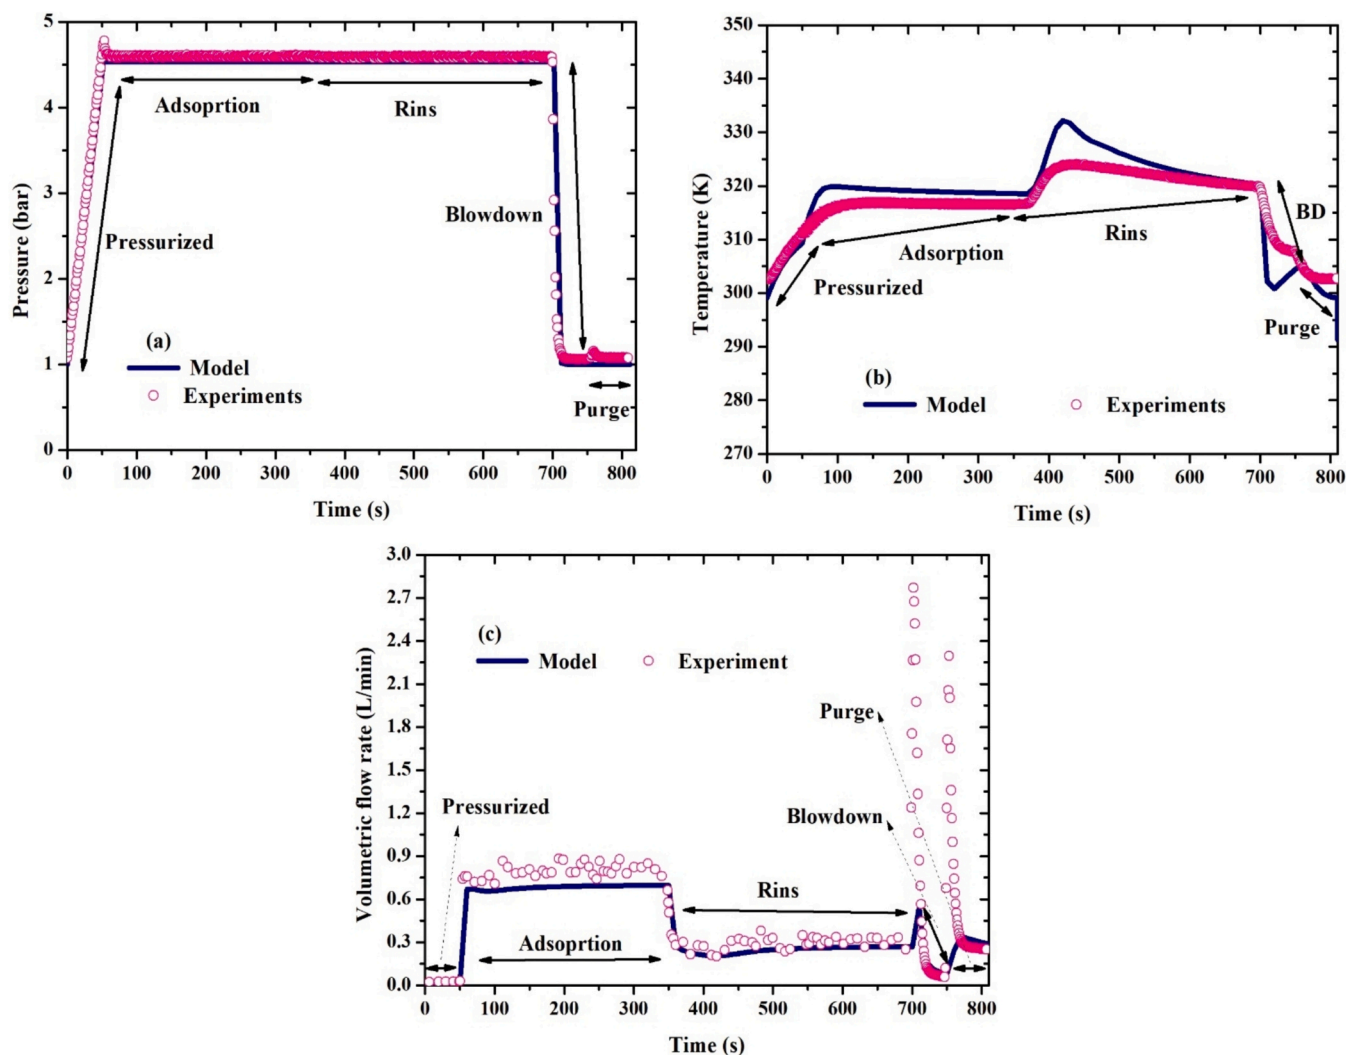 5
4
3
2
1
0
Pressure (bar)
Adsoprtion
Rins
Pressurized
Blowdown
(a)
Model
Experiments
Purge
0 100 200 300 400 500 600 700 800
Time (s)
350
340
330
320
310
300
290
280
270
Temperature (K)
BD
Rins
Adsorption
Pressurized
Purge
(b)
Model Experiments
0 100 200 300 400 500 600 700 800
Time (s)
3.0
2.7
2.4
2.1
1.8
1.5
1.2
0.9
0.6
0.3
0.0
Volumetric flow rate (L/min)
(c)
Model Experiment
Purge
Pressurized
Blowdown
Rins
Adsoprtion
0 100 200 300 400 500 600 700 800
Time (s)